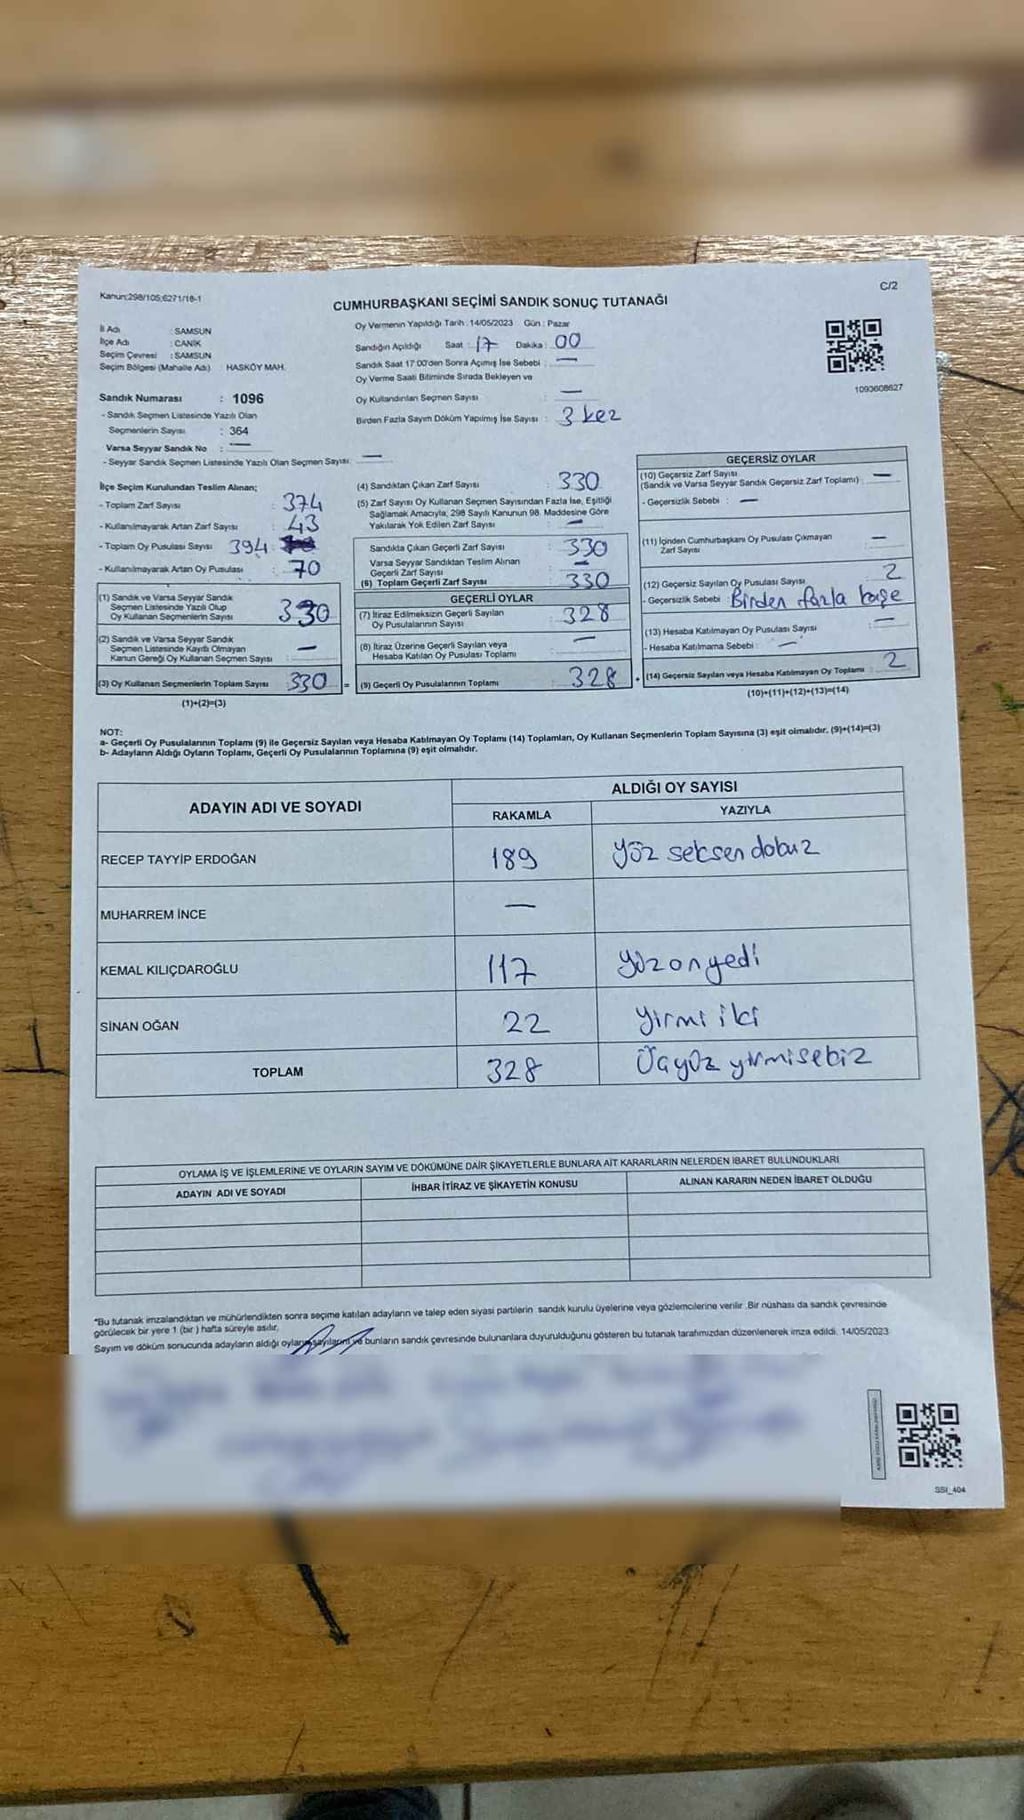 Kanun:298/105;6271/18-1
C/2
CUMHURBAŞKANI SEÇİMİ SANDIK SONUÇ TUTANAĞI
İl Adı : SAMSUN
İlçe Adı : CANİK
Seçim Çevresi : SAMSUN
Seçim Bölgesi (Mahalle Adı) HASKÖY MAH.
Sandık Numarası : 1096
- Sandık Seçmen Listesinde Yazılı Olan
Seçmenlerin Sayısı : 364
Varsa Seyyar Sandık No : —
- Seyyar Sandık Seçmen Listesinde Yazılı Olan Seçmen Sayısı: —
Oy Vermenin Yapıldığı Tarih : 14/05/2023 Gün : Pazar
Sandığın Açıldığı Saat : 17 Dakika : 00
Sandık Saat 17:00'den Sonra Açımış İse Sebebi : —
Oy Verme Saati Bitiminde Sırada Bekleyen ve
Oy Kullandırılan Seçmen Sayısı : —
Birden Fazla Sayım Döküm Yapılmış İse Sayısı : 3 kez
1093608627
İlçe Seçim Kurulundan Teslim Alınan;
- Toplam Zarf Sayısı : 374
- Kullanılmayarak Artan Zarf Sayısı : 43
- Toplam Oy Pusulası Sayısı 394
- Kullanılmayarak Artan Oy Pusulası : 70
(1) Sandık ve Varsa Seyyar Sandık
Seçmen Listesinde Yazılı Olup
Oy Kullanan Seçmenlerin Sayısı 330
(2) Sandık ve Varsa Seyyar Sandık
Seçmen Listesinde Kayıtlı Olmayan
Kanun Gereği Oy Kullanan Seçmen Sayısı —
(3) Oy Kullanan Seçmenlerin Toplam Sayısı 330
(1)+(2)=(3)
(4) Sandıktan Çıkan Zarf Sayısı : 330
(5) Zarf Sayısı Oy Kullanan Seçmen Sayısından Fazla İse, Eşitliği
Sağlamak Amacıyla, 298 Sayılı Kanunun 98. Maddesine Göre
Yakılarak Yok Edilen Zarf Sayısı : —
Sandıkta Çıkan Geçerli Zarf Sayısı 330
Varsa Seyyar Sandıktan Teslim Alınan
Geçerli Zarf Sayısı —
(6) Toplam Geçerli Zarf Sayısı 330
GEÇERLİ OYLAR
(7) İtiraz Edilmeksizin Geçerli Sayılan
Oy Pusulalarının Sayısı 328
(8) İtiraz Üzerine Geçerli Sayılan veya
Hesaba Katılan Oy Pusulası Toplamı —
= (9) Geçerli Oy Pusulalarının Toplamı 328 +
GEÇERSİZ OYLAR
(10) Geçersiz Zarf Sayısı
(Sandık ve Varsa Seyyar Sandık Geçersiz Zarf Toplamı) —
- Geçersizlik Sebebi : —
(11) İçinden Cumhurbaşkanı Oy Pusulası Çıkmayan
Zarf Sayısı —
(12) Geçersiz Sayılan Oy Pusulası Sayısı 2
- Geçersizlik Sebebi : Birden fazla kaşe
(13) Hesaba Katılmayan Oy Pusulası Sayısı —
- Hesaba Katılmama Sebebi : —
(14) Geçersiz Sayılan veya Hesaba Katılmayan Oy Toplamı : 2
(10)+(11)+(12)+(13)=(14)
NOT:
a- Geçerli Oy Pusulalarının Toplamı (9) ile Geçersiz Sayılan veya Hesaba Katılmayan Oy Toplamı (14) Toplamları, Oy Kullanan Seçmenlerin Toplam Sayısına (3) eşit olmalıdır. (9)+(14)=(3)
b- Adayların Aldığı Oyların Toplamı, Geçerli Oy Pusulalarının Toplamına (9) eşit olmalıdır.
ADAYIN ADI VE SOYADI
ALDIĞI OY SAYISI
RAKAMLA YAZIYLA
RECEP TAYYİP ERDOĞAN 189 yüz seksen dokuz
MUHARREM İNCE —
KEMAL KILIÇDAROĞLU 117 yüzonyedi
SİNAN OĞAN 22 yirmi iki
TOPLAM 328 Üçyüz yirmisekiz
OYLAMA İŞ VE İŞLEMLERİNE VE OYLARIN SAYIM VE DÖKÜMÜNE DAİR ŞİKAYETLERLE BUNLARA AİT KARARLARIN NELERDEN İBARET BULUNDUKLARI
ADAYIN ADI VE SOYADI İHBAR İTİRAZ VE ŞİKAYETİN KONUSU ALINAN KARARIN NEDEN İBARET OLDUĞU
*Bu tutanak imzalandıktan ve mühürlendikten sonra seçime katılan adayların ve talep eden siyasi partilerin sandık kurulu üyelerine veya gözlemcilerine verilir. Bir nüshası da sandık çevresinde
görülecek bir yere 1 (bir ) hafta süreyle asılır.
Sayım ve döküm sonucunda adayların aldığı oyların sayılarını ve bunların sandık çevresinde bulunanlara duyurulduğunu gösteren bu tutanak tarafımızdan düzenlenerek imza edildi. 14/05/2023
SSI_404